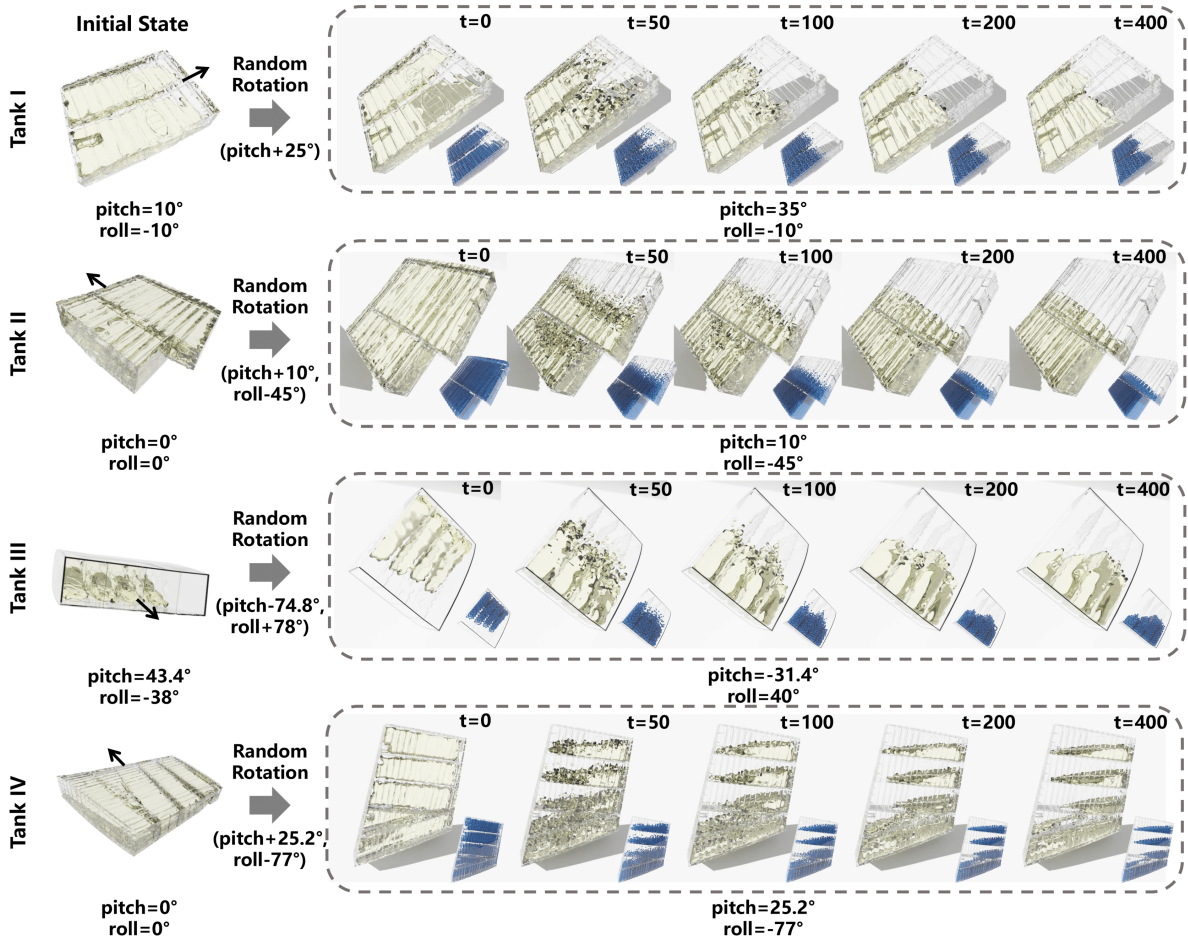 Initial State
t=0
t=50
t=100
t=200
t=400
Tank I
Random
Rotation
(pitch+25°)
pitch=10°
roll=-10°
pitch=35°
roll=-10°
t=0
t=50
t=100
t=200
t=400
Tank II
Random
Rotation
(pitch+10°,
roll-45°)
pitch=0°
roll=0°
pitch=10°
roll=-45°
t=0
t=50
t=100
t=200
t=400
Tank III
Random
Rotation
(pitch-74.8°,
roll+78°)
pitch=43.4°
roll=-38°
pitch=-31.4°
roll=40°
t=0
t=50
t=100
t=200
t=400
Tank IV
Random
Rotation
(pitch+25.2°,
roll-77°)
pitch=0°
roll=0°
pitch=25.2°
roll=-77°